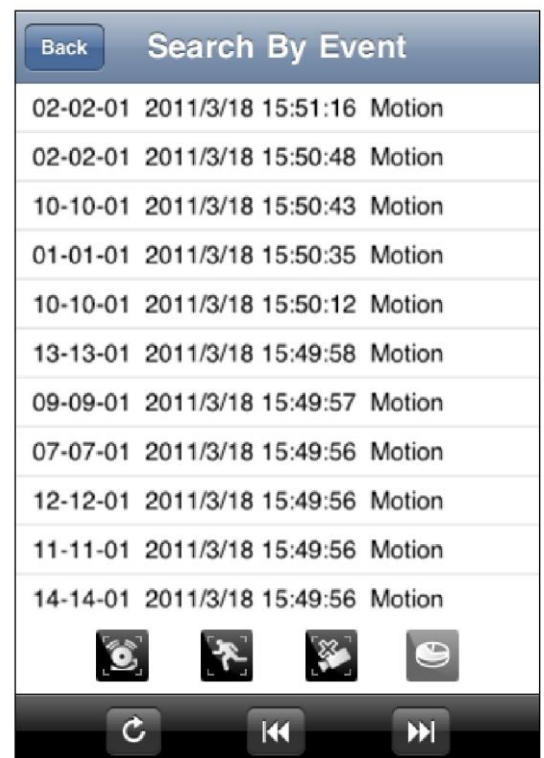 Back Search By Event
02-02-01 2011/3/18 15:51:16 Motion
02-02-01 2011/3/18 15:50:48 Motion
10-10-01 2011/3/18 15:50:43 Motion
01-01-01 2011/3/18 15:50:35 Motion
10-10-01 2011/3/18 15:50:12 Motion
13-13-01 2011/3/18 15:49:58 Motion
09-09-01 2011/3/18 15:49:57 Motion
07-07-01 2011/3/18 15:49:56 Motion
12-12-01 2011/3/18 15:49:56 Motion
11-11-01 2011/3/18 15:49:56 Motion
14-14-01 2011/3/18 15:49:56 Motion